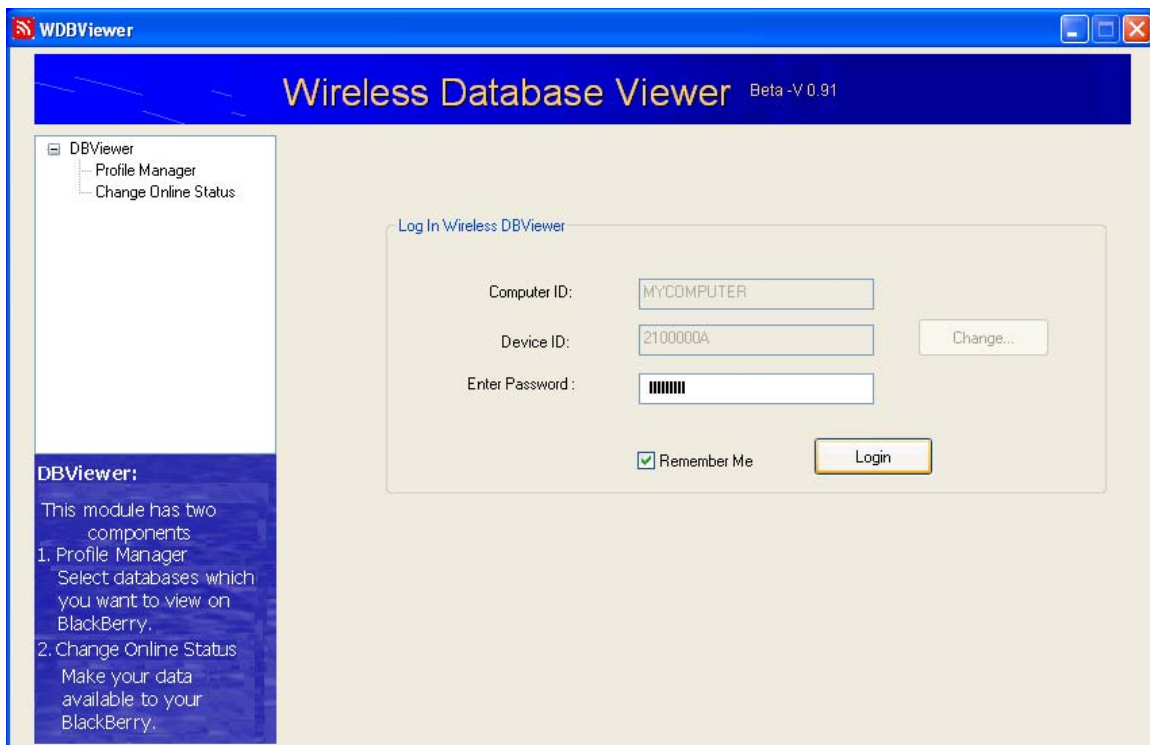 WDBViewer
Wireless Database Viewer Beta -V 0.91
DBViewer
Profile Manager
Change Online Status
Log In Wireless DBViewer
Computer ID:
MYCOMPUTER
Device ID:
2100000A
Change...
Enter Password :
Remember Me
Login
DBViewer:
This module has two
components
1. Profile Manager
Select databases which
you want to view on
BlackBerry.
2. Change Online Status
Make your data
available to your
BlackBerry.